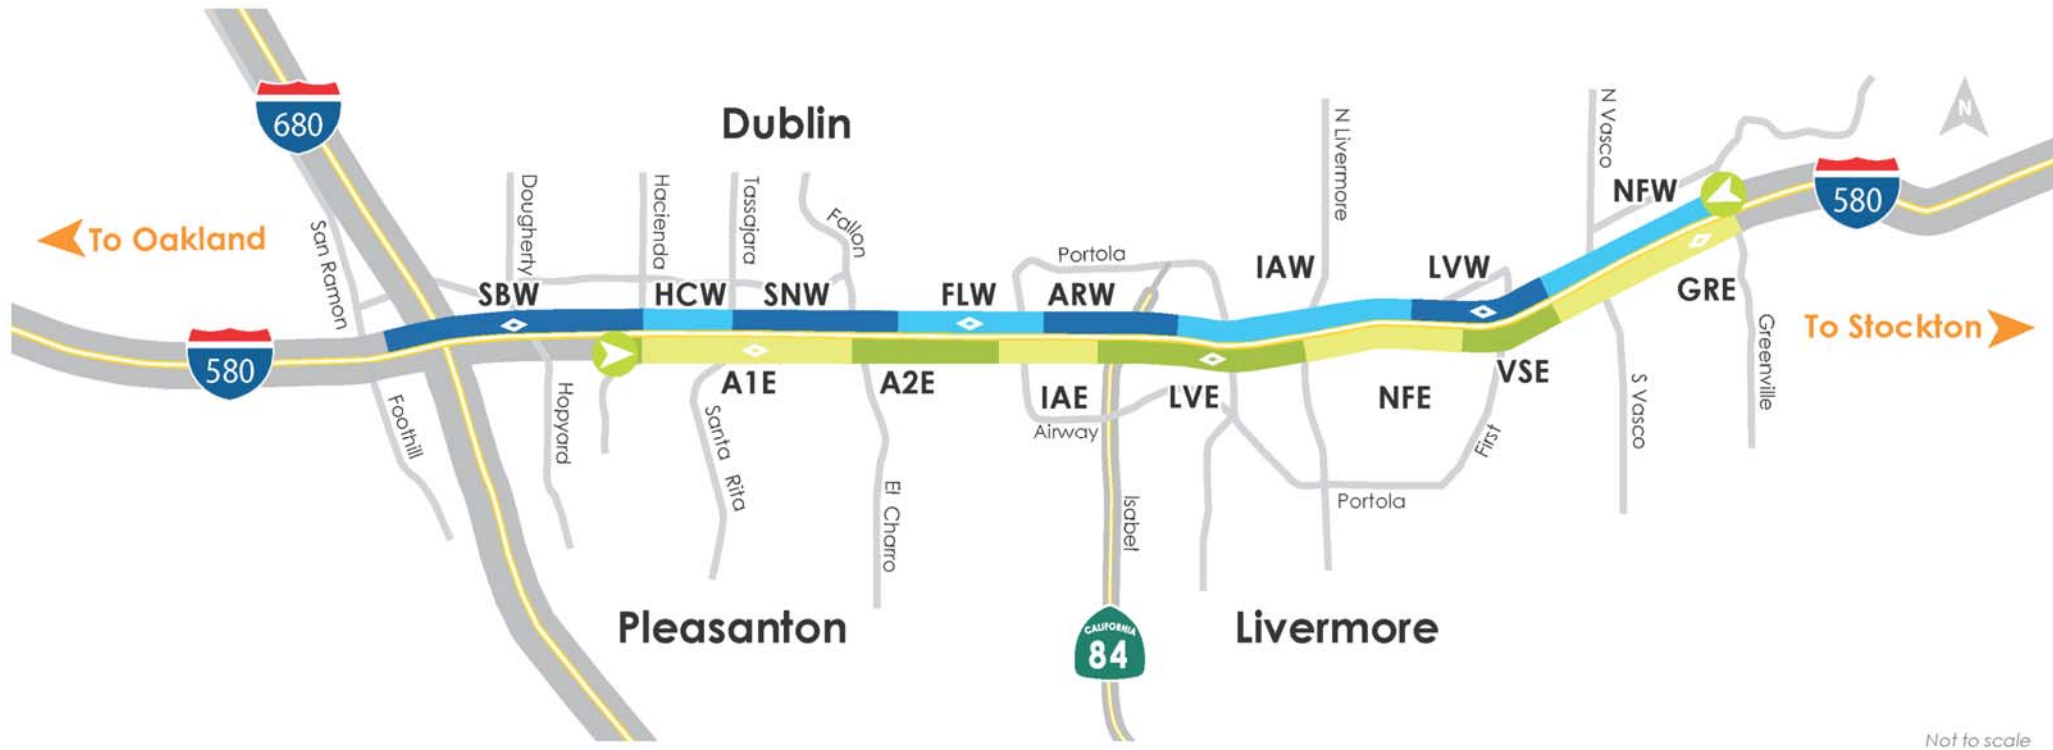 680
Dublin
N
N Vasco
N Livermore
NFW
580
Dougherty
Hacienda
Tassajara
Fallon
To Oakland
San Ramon
Portola
IAW
LVW
SBW
HCW
SNW
FLW
ARW
GRE
To Stockton
580
Greenville
A1E
A2E
IAE
LVE
NFE
VSE
Foothill
Hopyard
Santa Rita
Airway
First
S Vasco
El Charro
Isabel
Portola
Pleasanton
CALIFORNIA
84
Livermore
Not to scale